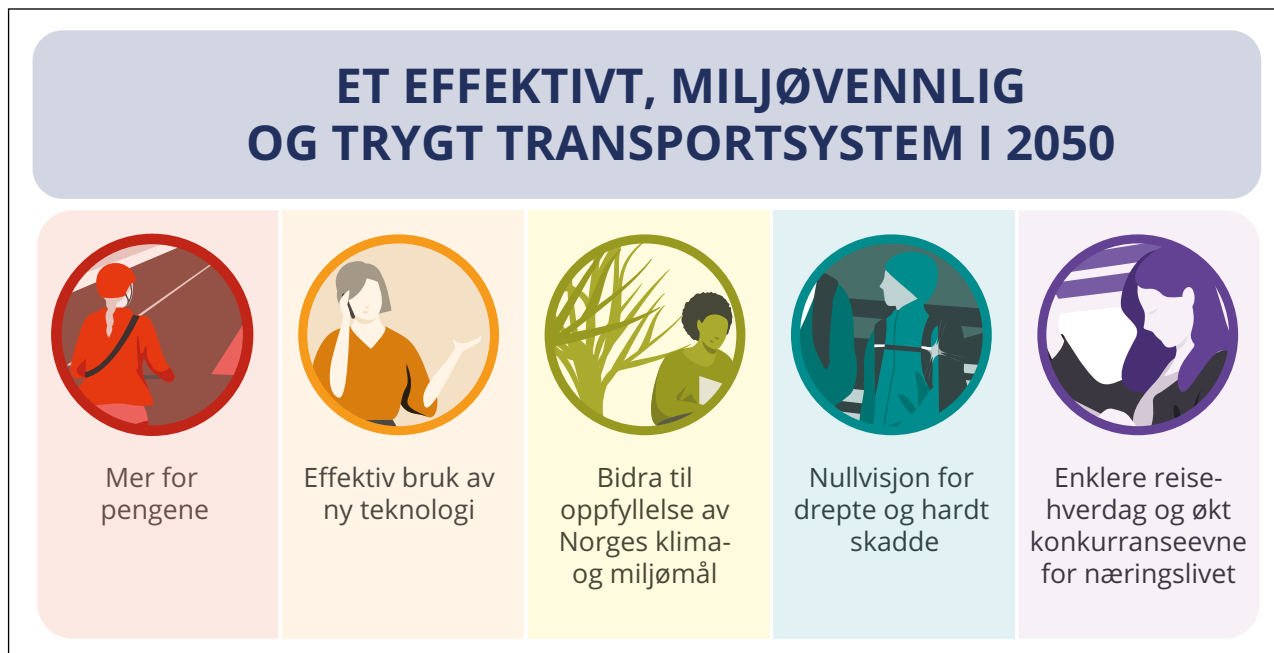 ET EFFEKTIVT, MILJØVENNLIG
OG TRYGT TRANSPORTSYSTEM I 2050
Mer for
pengene
Effektiv bruk av
ny teknologi
Bidra til
oppfyllelse av
Norges klima-
og miljømål
Nullvisjon for
drepte og hardt
skadde
Enklere reise-
hverdag og økt
konkurranseevne
for næringslivet